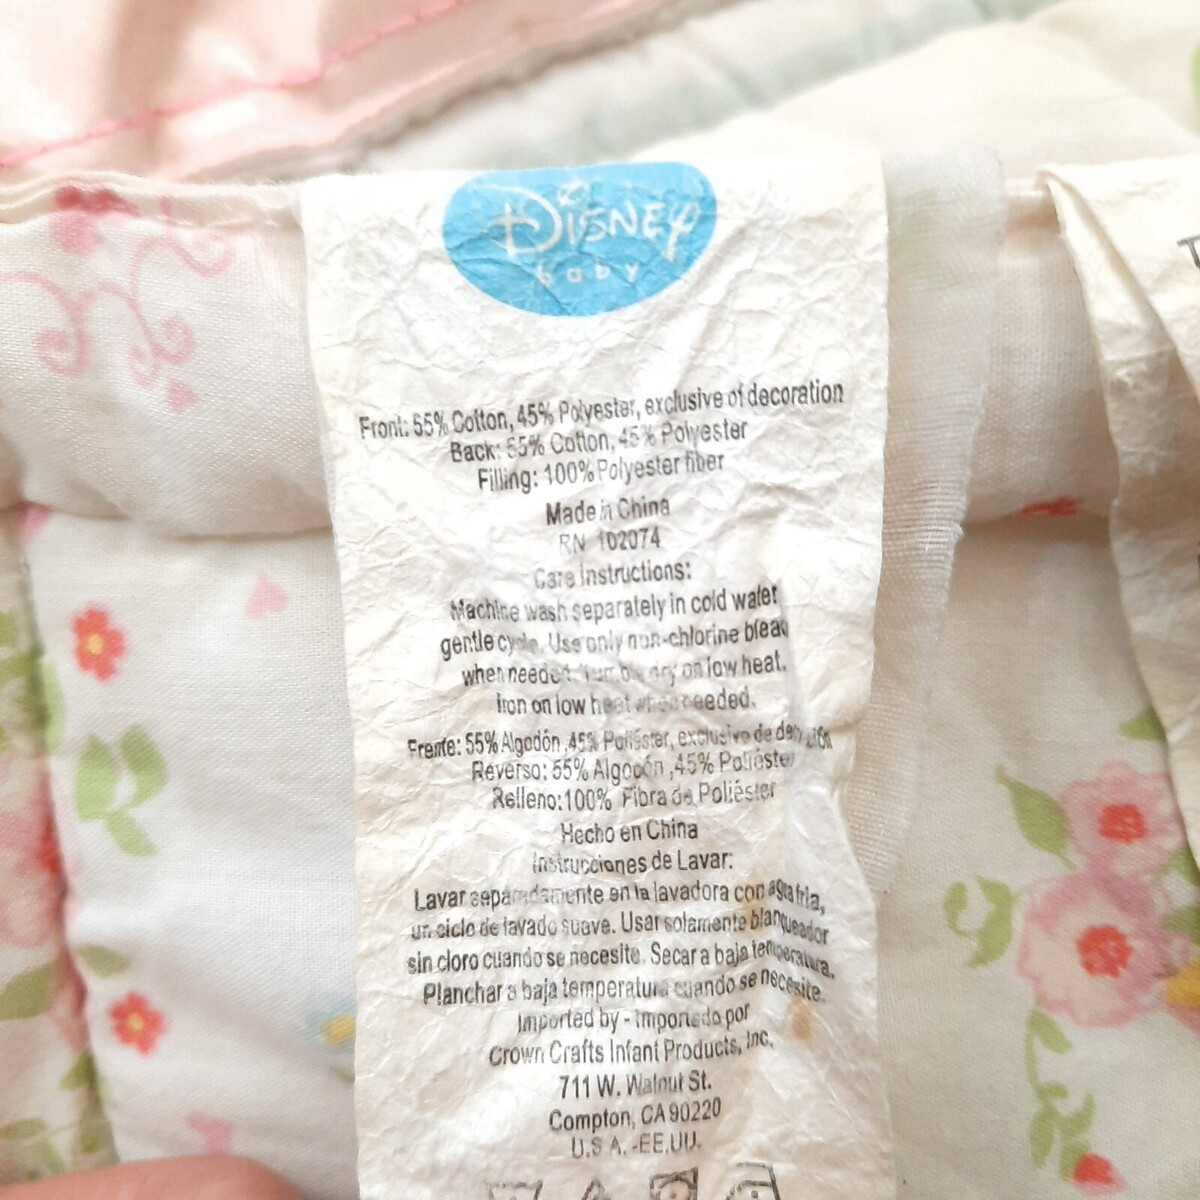 Disney
baby
Front: 55% Cotton, 45% Polyester, exclusive of decoration
Back: 55% Cotton, 45% Polyester
Filling: 100% Polyester fiber
Made in China
RN 102074
Care Instructions:
Machine wash separately in cold water
gentle cycle. Use only non-chlorine bleach
when needed. Tumble dry on low heat.
Iron on low heat when needed.
Frente: 55% Algodón ,45% Poliéster, exclusive de
Reverso: 55% Algodón ,45% Poliéster
Relleno:100% Fibra de Poliéster
Hecho en China
Instrucciones de Lavar:
Lavar separadamente en la lavadora con agua fria,
un ciclo de lavado suave. Usar solamente blanqueador
sin cloro cuando se necesite. Secar a baja temperatura.
Planchar a baja temperatura cuando se necesite.
Imported by - Importado por
Crown Crafts Infant Products, Inc.
711 W. Walnut St.
Compton, CA 90220
U.S A. -EE.UU.